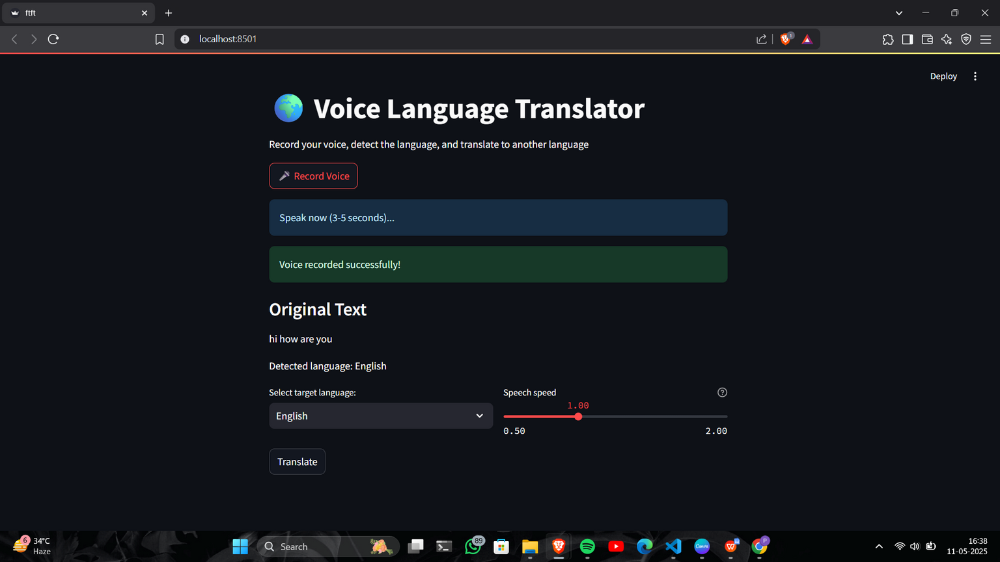 ftft
localhost:8501
1
Deploy
Voice Language Translator
Record your voice, detect the language, and translate to another language
Record Voice
Speak now (3-5 seconds)...
Voice recorded successfully!
Original Text
hi how are you
Detected language: English
Select target language:
English
Speech speed
1.00
0.50 2.00
Translate
6
34°C
Haze
Search
89
Canva
W
P
16:38
11-05-2025